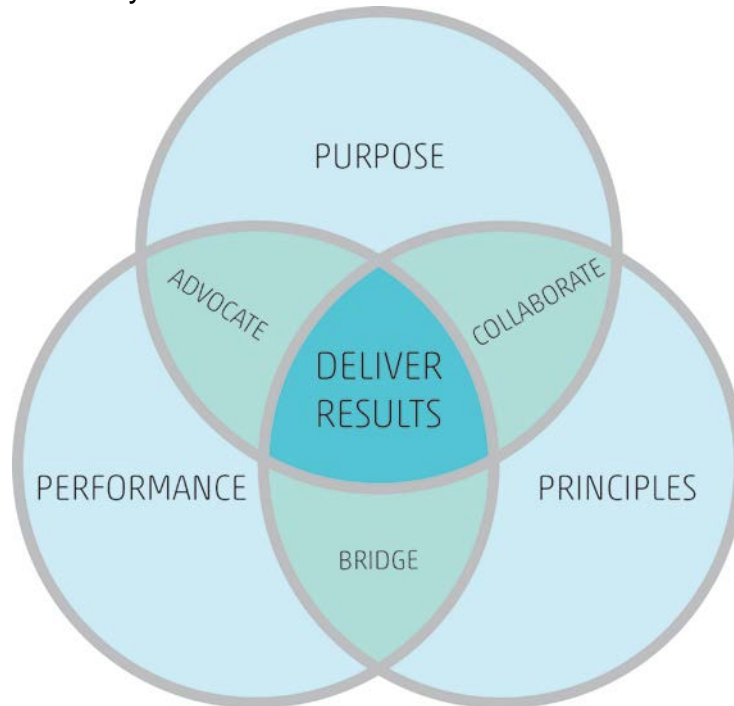 PURPOSE
ADVOCATE
COLLABORATE
DELIVER
RESULTS
PERFORMANCE
PRINCIPLES
BRIDGE